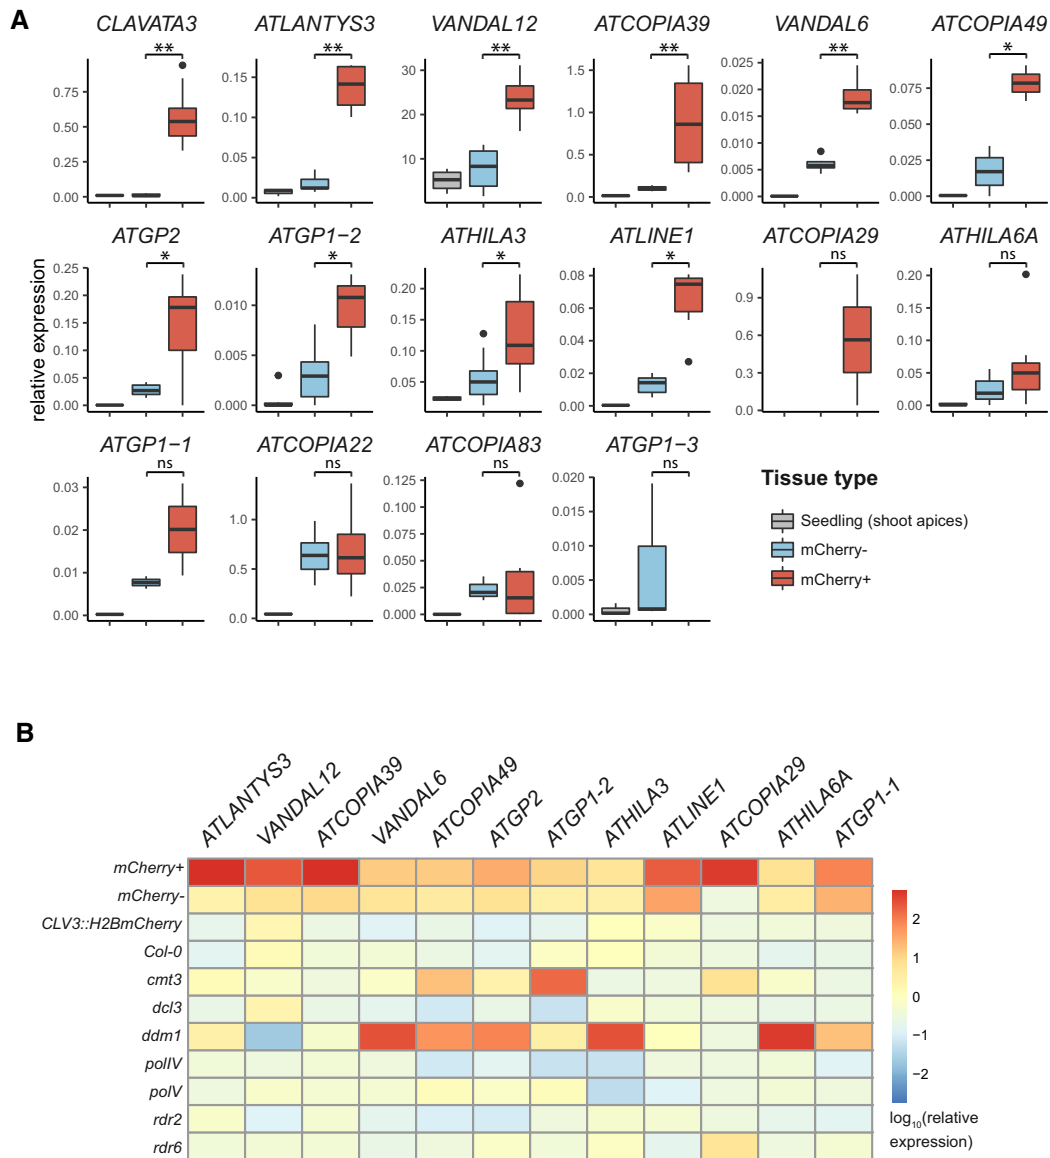 A
CLAVATA3 ATLANTYS3 VANDAL12 ATCOPIA39 VANDAL6 ATCOPIA49
** ** ** ** ** *
0.75 0.50 0.25 0.00
0.15 0.10 0.05 0.00
30 20 10
1.5 1.0 0.5 0.0
0.025 0.020 0.015 0.010 0.005 0.000
0.075 0.050 0.025 0.000
relative expression
ATGP2 ATGP1−2 ATHILA3 ATLINE1 ATCOPIA29 ATHILA6A
* * * * ns ns
0.25 0.20 0.15 0.10 0.05 0.00
0.010 0.005 0.000
0.20 0.15 0.10 0.05
0.08 0.06 0.04 0.02 0.00
0.9 0.6 0.3 0.0
0.20 0.15 0.10 0.05 0.00
ATGP1−1 ATCOPIA22 ATCOPIA83 ATGP1−3
ns ns ns ns
0.03 0.02 0.01 0.00
1.0 0.5 0.0
0.125 0.100 0.075 0.050 0.025 0.000
0.020 0.015 0.010 0.005 0.000
Tissue type
Seedling (shoot apices)
mCherry-
mCherry+
B
ATLANTYS3 VANDAL12 ATCOPIA39 VANDAL6 ATCOPIA49 ATGP2 ATGP1-2 ATHILA3 ATLINE1 ATCOPIA29 ATHILA6A ATGP1-1
mCherry+
mCherry-
CLV3::H2BmCherry
Col-0
cmt3
dcl3
ddm1
polIV
polV
rdr2
rdr6
2
1
0
−1
−2
log10(relative
expression)